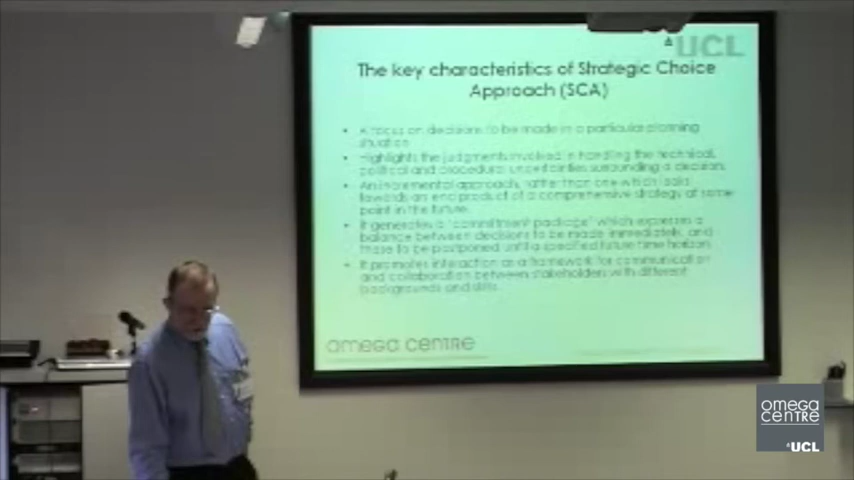 & UCL
The key characteristics of Strategic Choice
Approach (SCA)
• A focus on decisions to be made in a particular planning
situation
• Highlights the judgments involved in handling the technical,
political and procedural uncertainties surrounding a decision.
• An incremental approach, rather than one which looks
towards an end product of a comprehensive strategy at some
point in the future.
• It generates a "commitment package" which expresses a
balance between decisions to be made immediately, and
those to be postponed until a specified future time horizon.
• It promotes interaction as a framework for communication
and collaboration between stakeholders with different
backgrounds and skills.
omega centre
omega
centre
& UCL